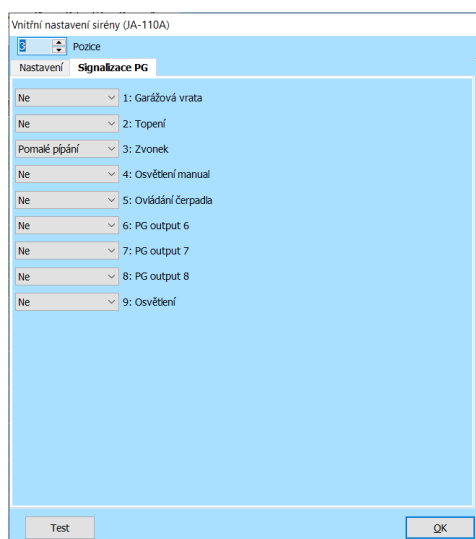 Vnitřní nastavení sirény (JA-110A)
3 Pozice
Nastavení Signalizace PG
Ne 1: Garážová vrata
Ne 2: Topení
Pomalé pípání 3: Zvonek
Ne 4: Osvětlení manual
Ne 5: Ovládání čerpadla
Ne 6: PG output 6
Ne 7: PG output 7
Ne 8: PG output 8
Ne 9: Osvětlení
Test OK